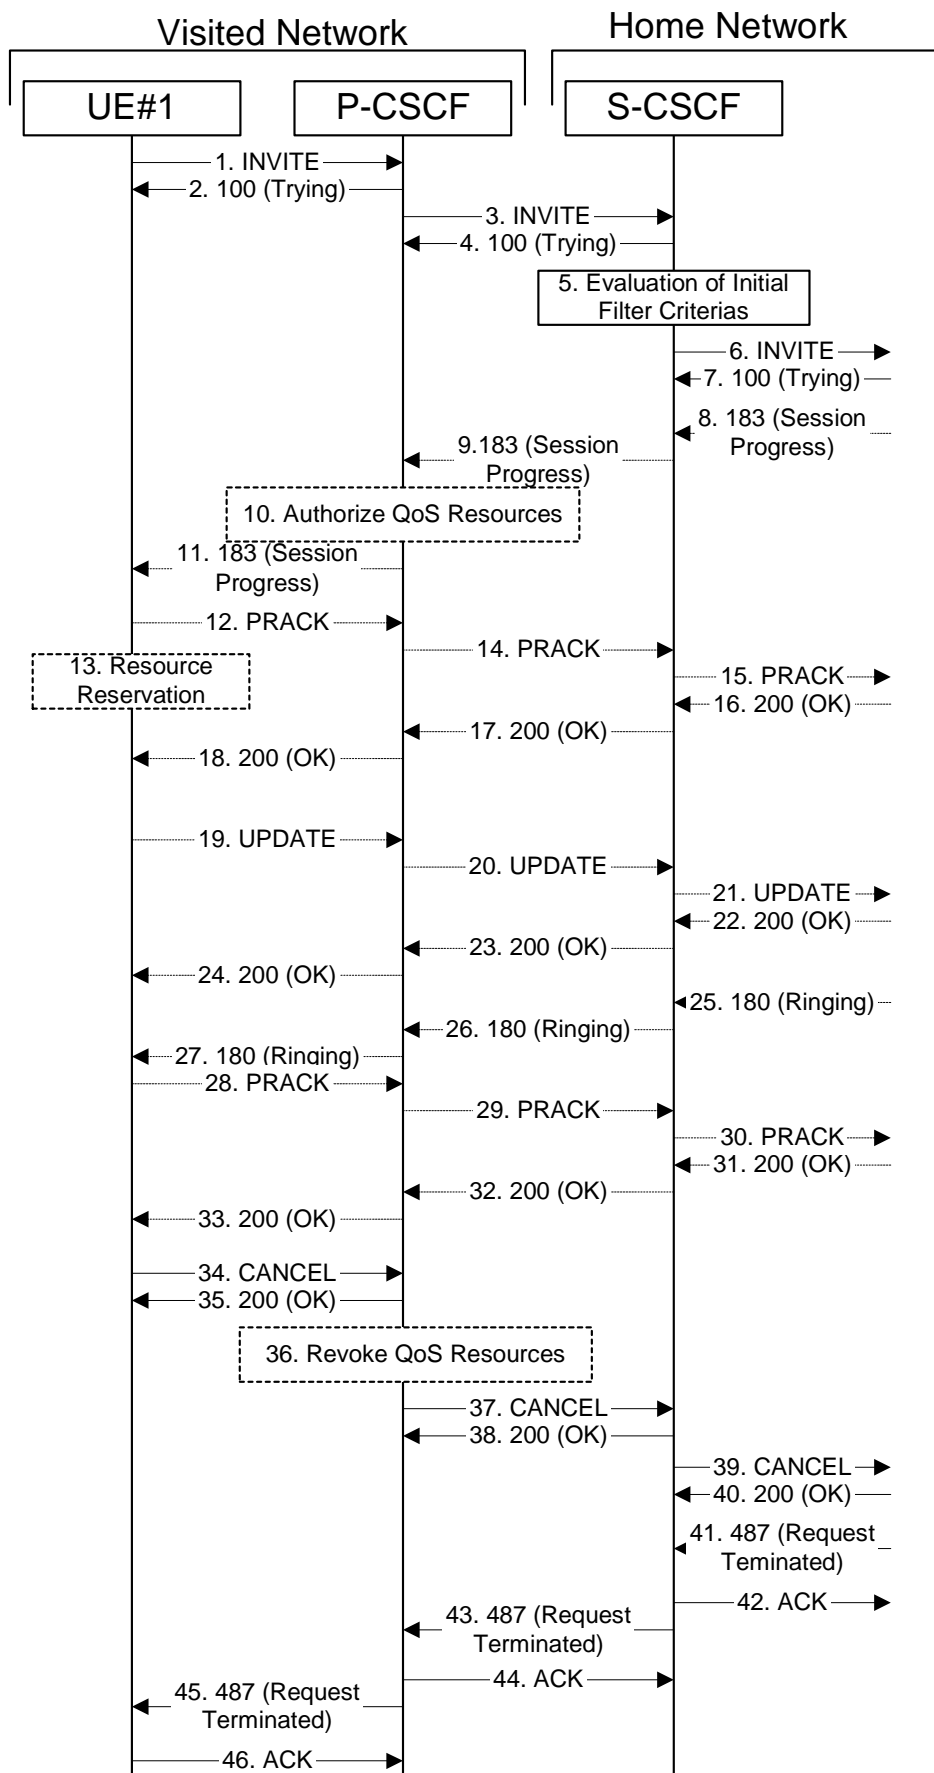 Visited Network
Home Network
UE#1
P-CSCF
S-CSCF
1. INVITE
2. 100 (Trying)
3. INVITE
4. 100 (Trying)
5. Evaluation of Initial
Filter Criterias
6. INVITE
7. 100 (Trying)
8. 183 (Session
Progress)
9.183 (Session
Progress)
10. Authorize QoS Resources
11. 183 (Session
Progress)
12. PRACK
13. Resource
Reservation
14. PRACK
15. PRACK
16. 200 (OK)
17. 200 (OK)
18. 200 (OK)
19. UPDATE
20. UPDATE
21. UPDATE
22. 200 (OK)
23. 200 (OK)
24. 200 (OK)
25. 180 (Ringing)
26. 180 (Ringing)
27. 180 (Ringing)
28. PRACK
29. PRACK
30. PRACK
31. 200 (OK)
32. 200 (OK)
33. 200 (OK)
34. CANCEL
35. 200 (OK)
36. Revoke QoS Resources
37. CANCEL
38. 200 (OK)
39. CANCEL
40. 200 (OK)
41. 487 (Request
Teminated)
42. ACK
43. 487 (Request
Terminated)
44. ACK
45. 487 (Request
Terminated)
46. ACK